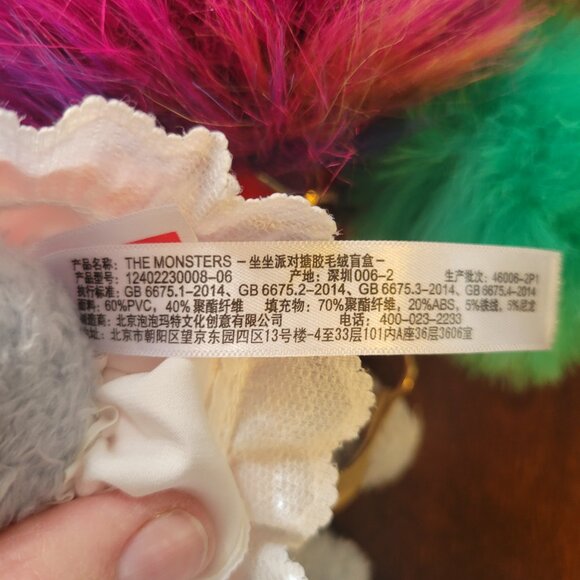 产品名称： THE MONSTERS －坐坐派对搪胶毛绒盲盒－
产品型号：12402230008-06 产地：深圳006-2 生产批次：46006-2P1
执行标准：GB 6675.1-2014、GB 6675.2-2014、GB 6675.3-2014、GB 6675.4-2014
面料：60%PVC，40%聚酯纤维 填充物：70%聚酯纤维，20%ABS，5%铁线，5%尼龙
制造商：北京泡泡玛特文化创意有限公司 电话：400-023-2233
地址：北京市朝阳区望京东园四区13号楼-4至33层101内A座36层3606室